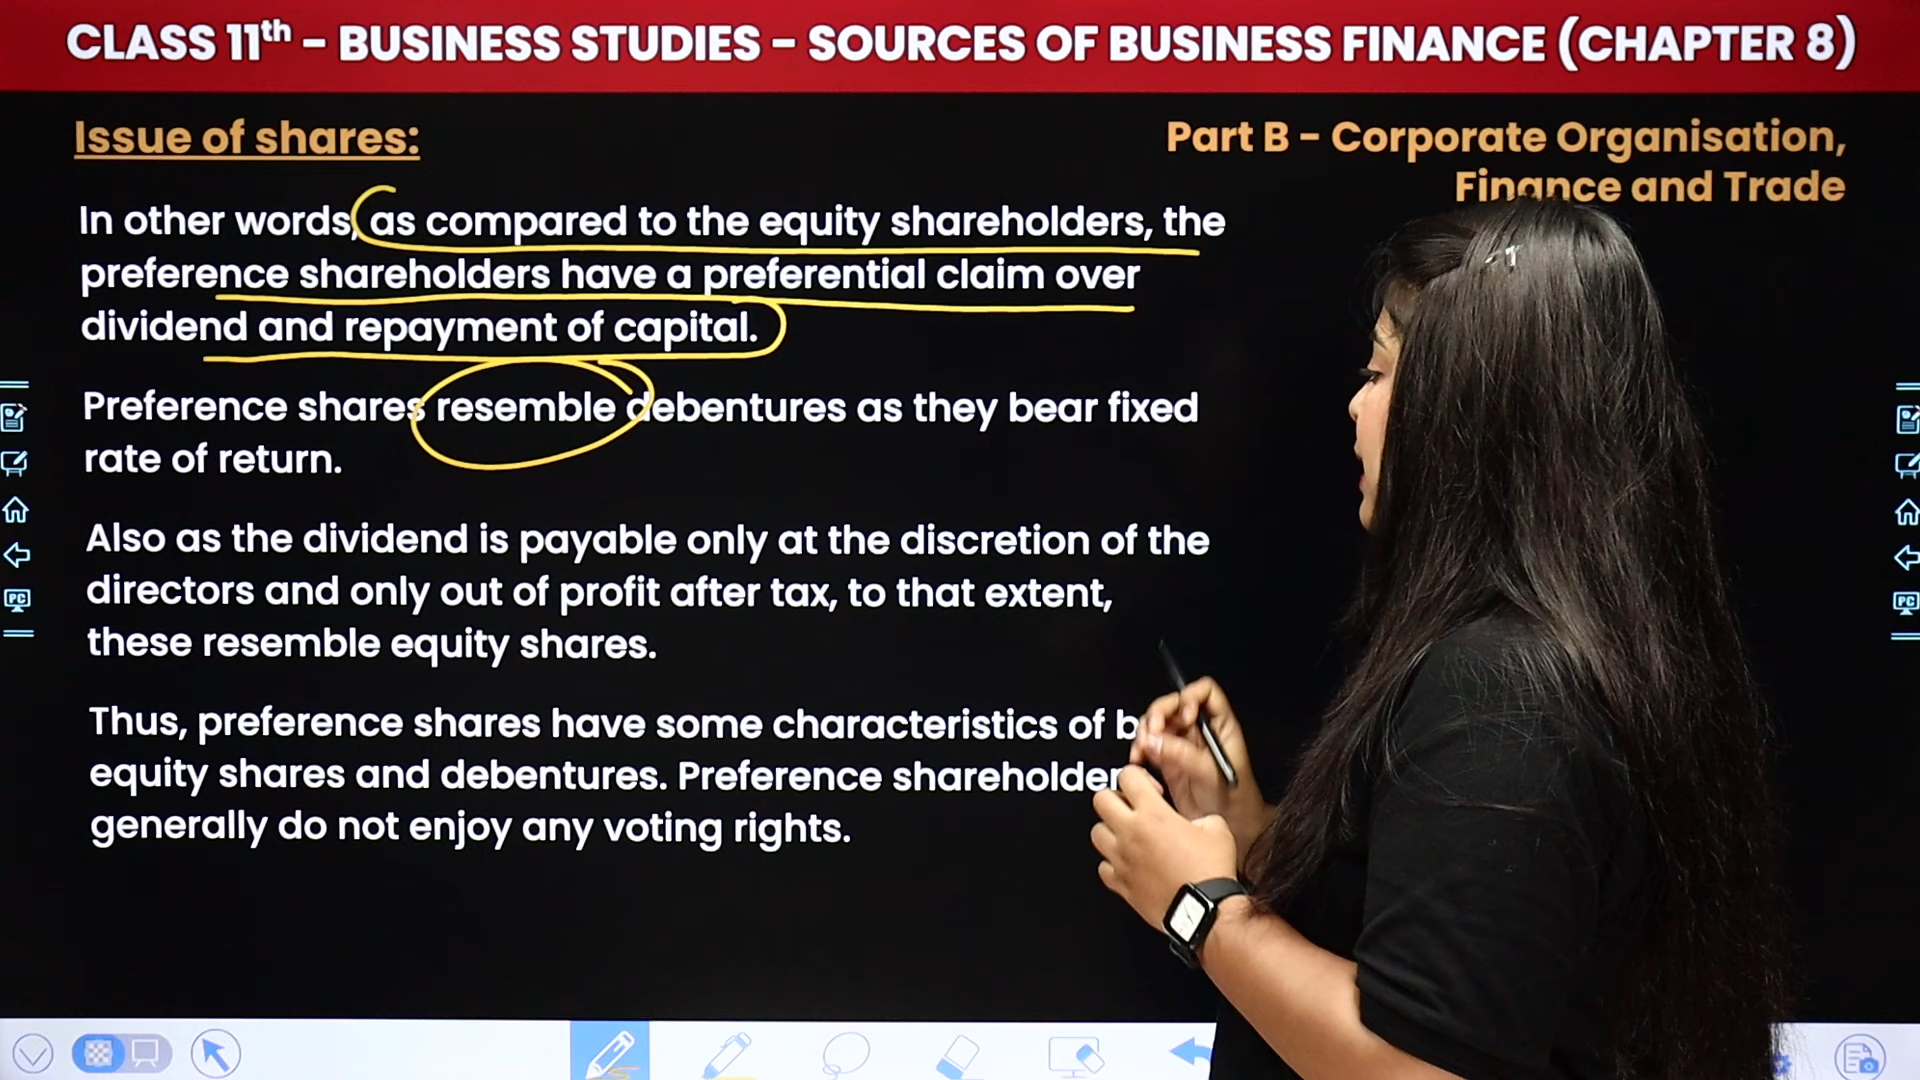 CLASS 11th - BUSINESS STUDIES - SOURCES OF BUSINESS FINANCE (CHAPTER 8)
Issue of shares:
Part B - Corporate Organisation,
Finance and Trade
In other words, as compared to the equity shareholders, the
preference shareholders have a preferential claim over
dividend and repayment of capital.
Preference shares resemble debentures as they bear fixed
rate of return.
Also as the dividend is payable only at the discretion of the
directors and only out of profit after tax, to that extent,
these resemble equity shares.
Thus, preference shares have some characteristics of
equity shares and debentures. Preference
generally do not enjoy any voting rights.
PC
PC